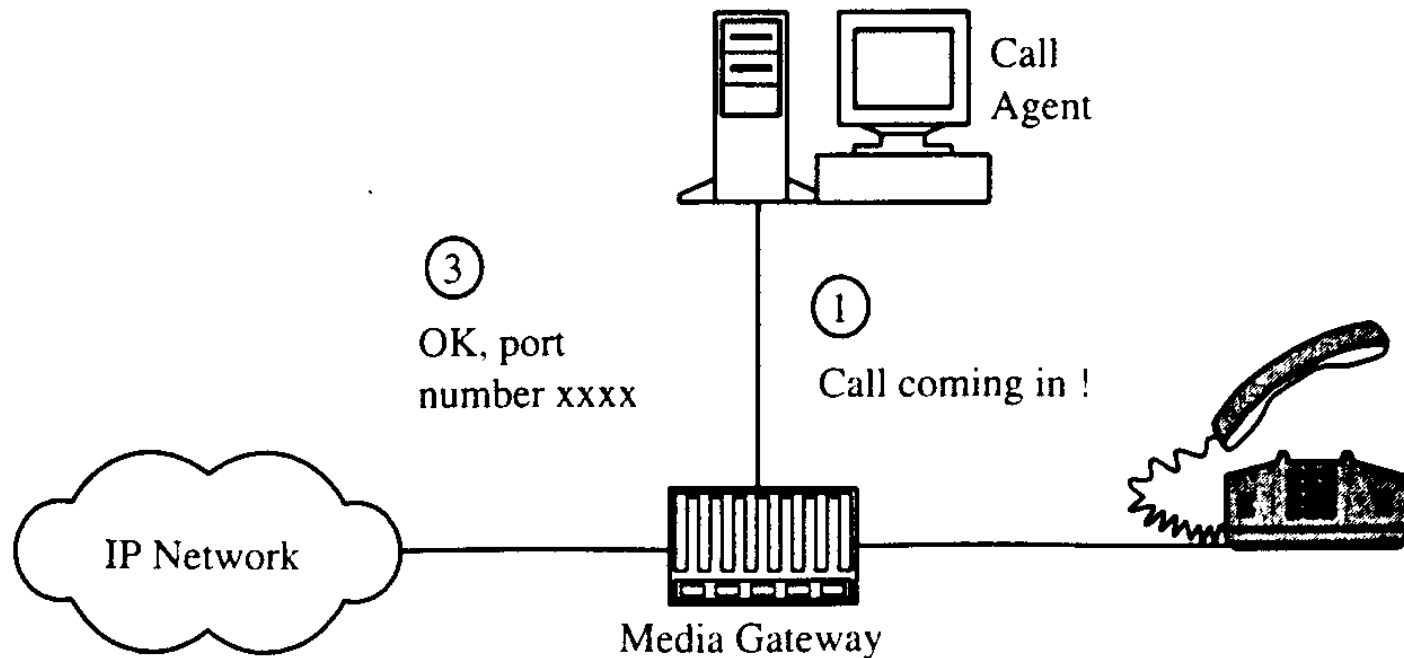 Call
Agent
3
OK, port
number xxxx
1
Call coming in !
IP Network
Media Gateway